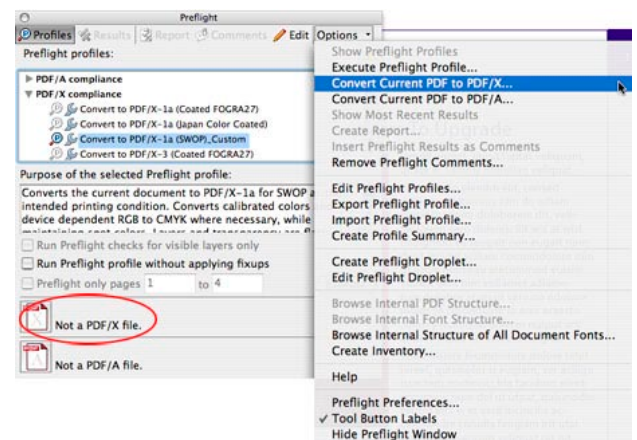 Preflight
Profiles Results Report Comments Edit Options
Preflight profiles:
PDF/A compliance
PDF/X compliance
Convert to PDF/X-1a (Coated FOGRA27)
Convert to PDF/X-1a (Japan Color Coated)
Convert to PDF/X-1a (SWOP)_Custom
Convert to PDF/X-3 (Coated FOGRA27)
Purpose of the selected Preflight profile:
Converts the current document to PDF/X-1a for SWOP a
intended printing condition. Converts calibrated colors
device dependent RGB to CMYK where necessary, while
Run Preflight checks for visible layers only
Run Preflight profile without applying fixups
Preflight only pages 1 to 4
Not a PDF/X file.
Not a PDF/A file.
Show Preflight Profiles
Execute Preflight Profile...
Convert Current PDF to PDF/X...
Convert Current PDF to PDF/A...
Show Most Recent Results
Create Report...
Insert Preflight Results as Comments
Remove Preflight Comments...
Edit Preflight Profiles...
Export Preflight Profile...
Import Preflight Profile...
Create Profile Summary...
Create Preflight Droplet...
Edit Preflight Droplet...
Browse Internal PDF Structure...
Browse Internal Font Structure...
Browse Internal Structure of All Document Fonts...
Create Inventory...
Help
Preflight Preferences...
✓ Tool Button Labels
Hide Preflight Window